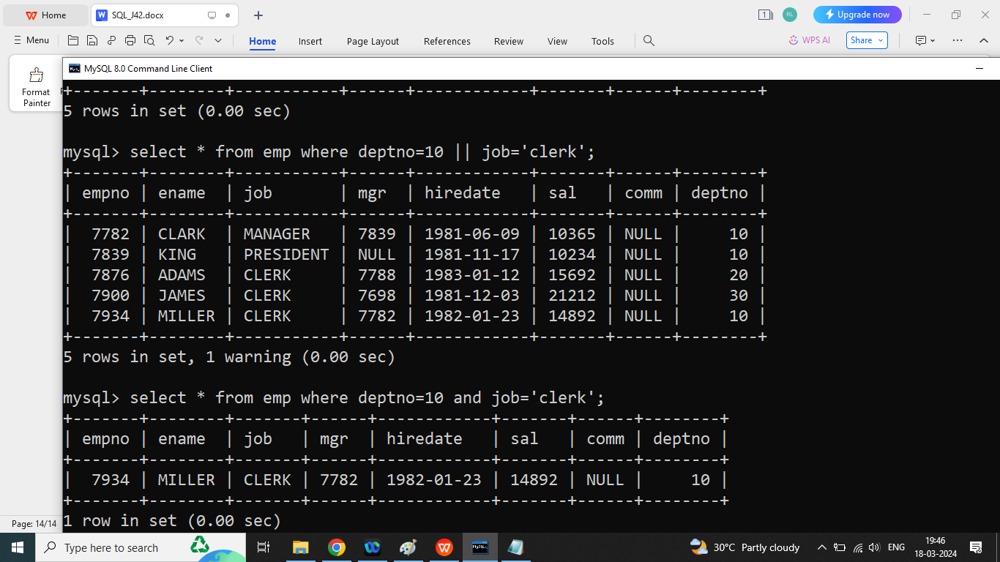 Home
SQL_J42.docx
1
RL
Upgrade now
Menu
Home Insert Page Layout References Review View Tools
WPS AI
Share
Format
Painter
MySQL 8.0 Command Line Client
+-------+--------+-----------+------+------------+-------+------+--------+
5 rows in set (0.00 sec)
mysql> select * from emp where deptno=10 || job='clerk';
+-------+--------+-----------+------+------------+-------+------+--------+
| empno | ename  | job       | mgr  | hiredate   | sal   | comm | deptno |
+-------+--------+-----------+------+------------+-------+------+--------+
|  7782 | CLARK  | MANAGER   | 7839 | 1981-06-09 | 10365 | NULL |     10 |
|  7839 | KING   | PRESIDENT | NULL | 1981-11-17 | 10234 | NULL |     10 |
|  7876 | ADAMS  | CLERK     | 7788 | 1983-01-12 | 15692 | NULL |     20 |
|  7900 | JAMES  | CLERK     | 7698 | 1981-12-03 | 21212 | NULL |     30 |
|  7934 | MILLER | CLERK     | 7782 | 1982-01-23 | 14892 | NULL |     10 |
+-------+--------+-----------+------+------------+-------+------+--------+
5 rows in set, 1 warning (0.00 sec)
mysql> select * from emp where deptno=10 and job='clerk';
+-------+--------+-------+------+------------+-------+------+--------+
| empno | ename  | job   | mgr  | hiredate   | sal   | comm | deptno |
+-------+--------+-------+------+------------+-------+------+--------+
|  7934 | MILLER | CLERK | 7782 | 1982-01-23 | 14892 | NULL |     10 |
+-------+--------+-------+------+------------+-------+------+--------+
1 row in set (0.00 sec)
Page: 14/14
Type here to search
30°C Partly cloudy
ENG
19:46
18-03-2024